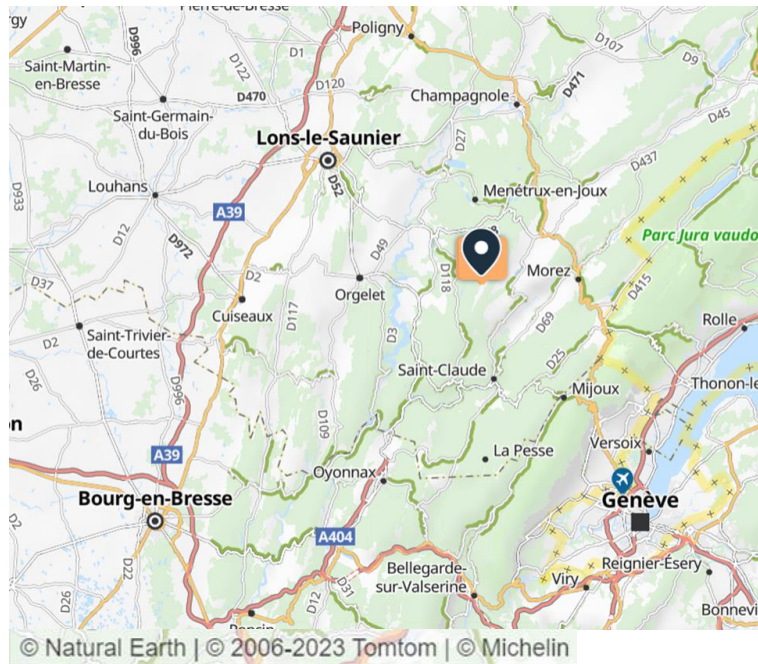 Pierre-de-Bresse
D996
Saint-Martin-
en-Bresse
D122
D1
D120
Poligny
D107
D9
D471
Champagnole
D470
Saint-Germain-
du-Bois
Lons-le-Saunier
D27
D45
D437
D52
Louhans
D933
A39
Menétrux-en-Joux
D12
D972
D49
Parc Jura vaudo
D118
Morez
D37
D2
Orgelet
D415
Cuiseaux
D117
D3
D69
Rolle
D2
Saint-Trivier-
de-Courtes
D25
Saint-Claude
Thonon-le
D26
D996
Mijoux
D109
A39
La Pesse
Versoix
Oyonnax
Bourg-en-Bresse
Genève
D2
A404
D22
Bellegarde-
sur-Valserine
Reignier-Ésery
Viry
D31
D12
D26
Bonnevi
© Natural Earth | © 2006-2023 Tomtom | © Michelin